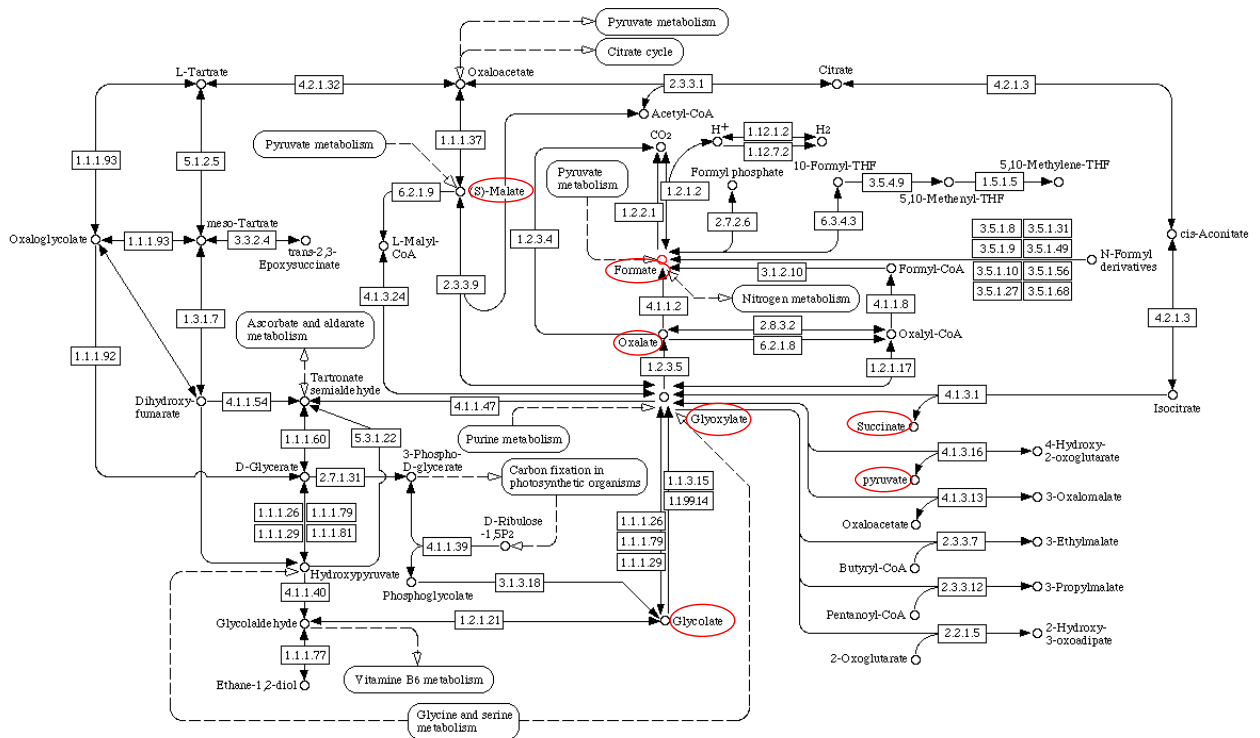 Pyruvate metabolism
Citrate cycle
L-Tartrate
4.2.1.32
Oxaloacetate
2.3.3.1
Citrate
4.2.1.3
Acetyl-CoA
1.1.1.93
5.1.2.5
1.1.1.37
Pyruvate metabolism
CO2
H+
1.12.1.2
1.12.7.2
H2
10-Formyl-THF
5,10-Methylene-THF
Pyruvate
metabolism
1.2.1.2
Formyl phosphate
3.5.4.9
1.5.1.5
5,10-Methenyl-THF
6.2.1.9
(S)-Malate
1.2.2.1
2.7.2.6
6.3.4.3
meso-Tartrate
Oxaloglycolate
1.1.1.93
3.3.2.4
trans-2,3-
Epoxysuccinate
L-Malyl-
CoA
1.2.3.4
3.5.1.8
3.5.1.31
3.5.1.9
3.5.1.49
3.5.1.10
3.5.1.56
3.5.1.27
3.5.1.68
N-Formyl
derivatives
cis-Aconitate
Formate
3.1.2.10
Formyl-CoA
4.1.3.24
2.3.3.9
Nitrogen metabolism
4.1.1.2
4.1.1.8
1.3.1.7
Ascorbate and aldarate
metabolism
2.8.3.2
6.2.1.8
Oxalate
Oxalyl-CoA
4.2.1.3
1.1.1.92
1.2.3.5
1.2.1.17
Tartronate
semialdehyde
Dihydroxy-
fumarate
4.1.1.54
4.1.1.47
4.1.3.1
Isocitrate
Glyoxylate
Succinate
1.1.1.60
5.3.1.22
Purine metabolism
4.1.3.16
4-Hydroxy-
2-oxoglutarate
3-Phospho-
D-glycerate
D-Glycerate
2.7.1.31
Carbon fixation in
photosynthetic organisms
pyruvate
1.1.3.15
1.1.99.14
4.1.3.13
3-Oxalomalate
Oxaloacetate
1.1.1.26
1.1.1.79
1.1.1.29
1.1.1.81
D-Ribulose
-1,5P2
1.1.1.26
1.1.1.79
1.1.1.29
4.1.1.39
2.3.3.7
3-Ethylmalate
Butyryl-CoA
Hydroxypyruvate
4.1.1.40
3.1.3.18
Phosphoglycolate
2.3.3.12
3-Propylmalate
Pentanoyl-CoA
Glycolaldehyde
1.2.1.21
Glycolate
2.2.1.5
2-Hydroxy-
3-oxoadipate
2-Oxoglutarate
1.1.1.77
Ethane-1,2-diol
Vitamine B6 metabolism
Glycine and serine
metabolism